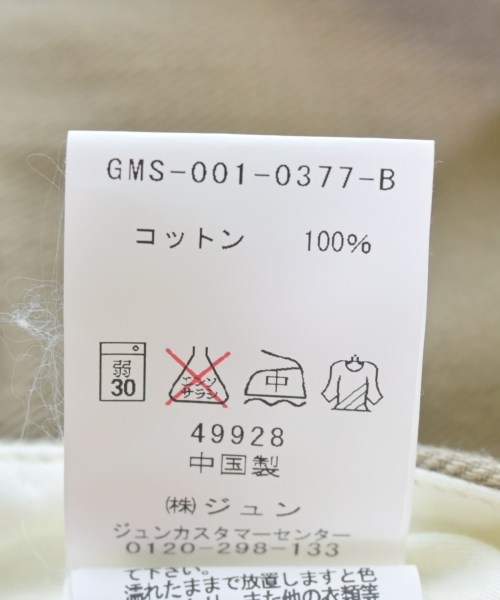 GMS-001-0377-B
コットン 100%
弱
30
エンソ
サラシ
中
49928
中国製
㈱ ジュン
ジュンカスタマーセンター
0120-298-133
て下さい。
濡れたままで放置しますと色
また他の衣類等